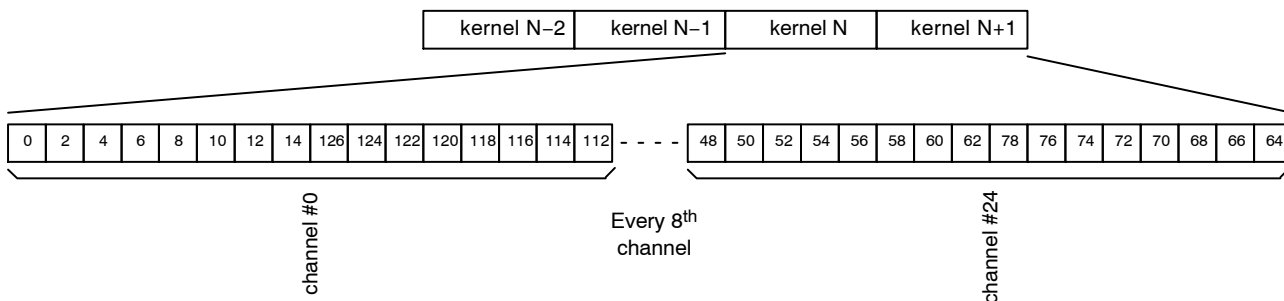 kernel N−2 kernel N−1 kernel N kernel N+1
0 2 4 6 8 10 12 14 126 124 122 120 118 116 114 112 - - - - 48 50 52 54 56 58 60 62 78 76 74 72 70 68 66 64
channel #0
Every 8th
channel
channel #24